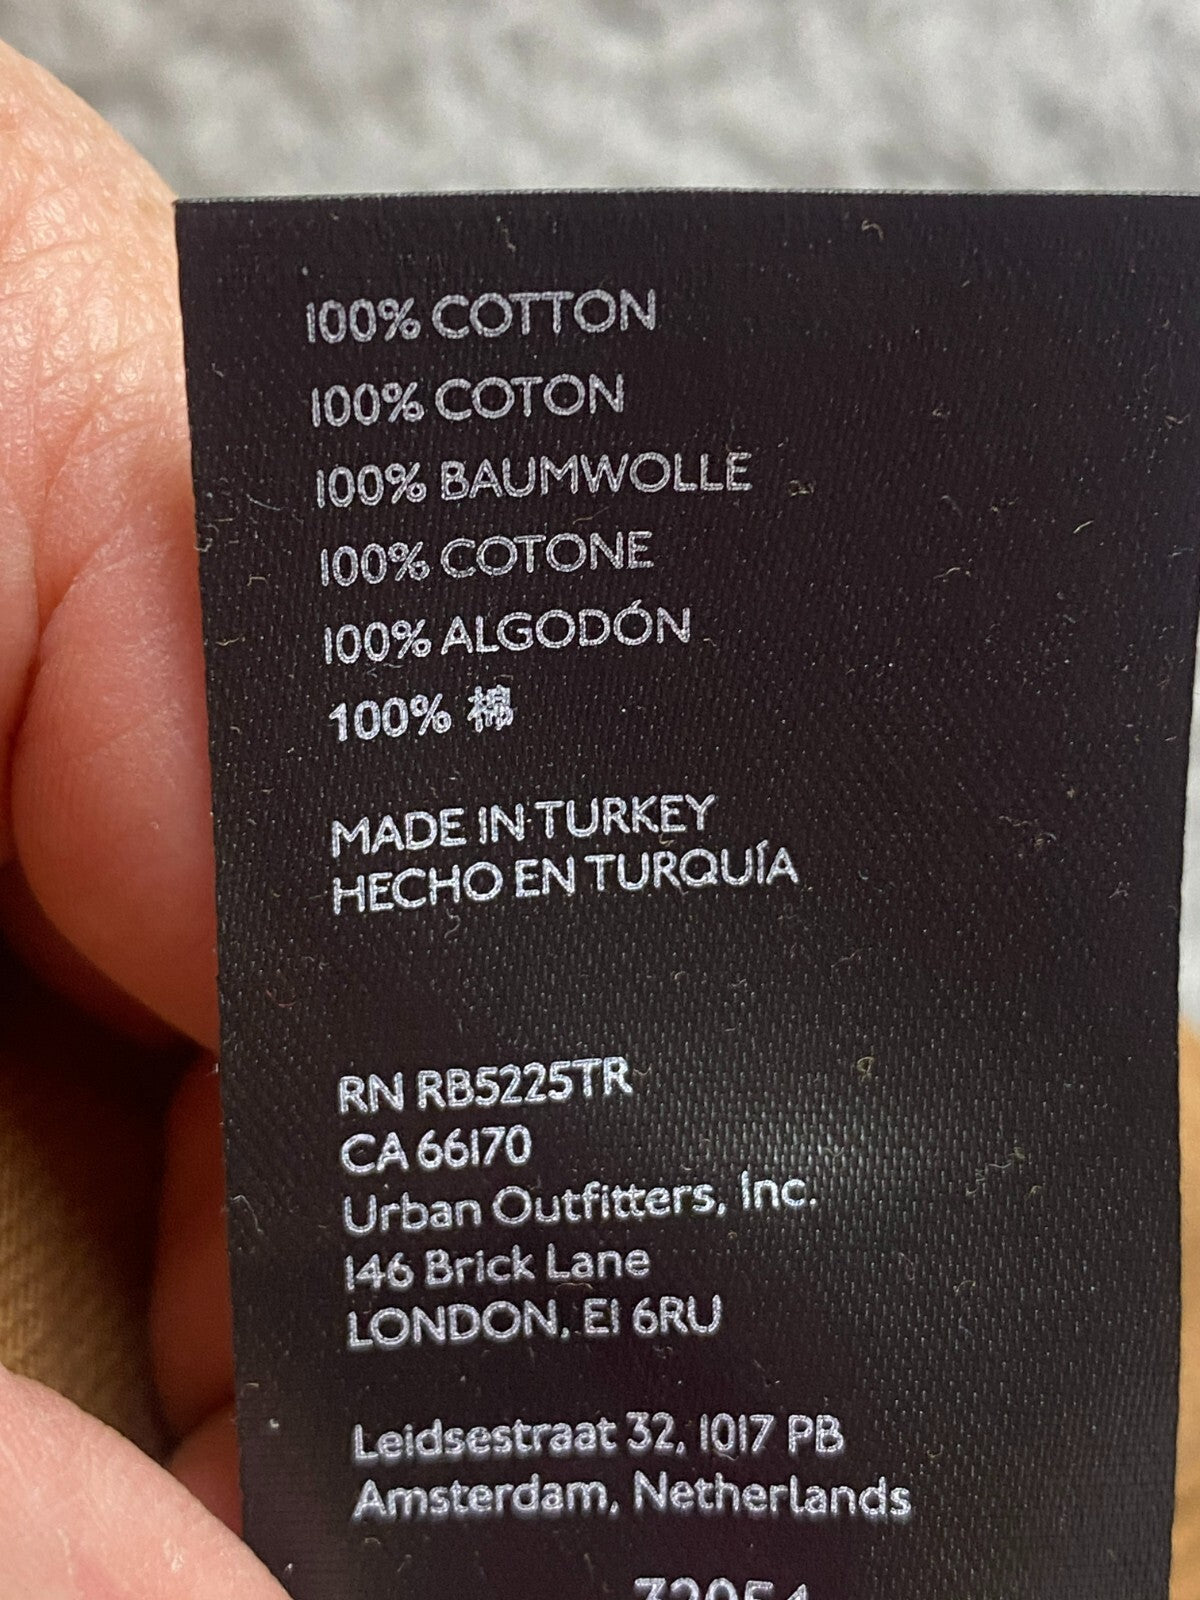 100% COTTON
100% COTON
100% BAUMWOLLE
100% COTONE
100% ALGODÓN
100% 棉
MADE IN TURKEY
HECHO EN TURQUÍA
RN RB5225TR
CA 66170
Urban Outfitters, Inc.
146 Brick Lane
LONDON, E1 6RU
Leidsestraat 32, 1017 PB
Amsterdam, Netherlands